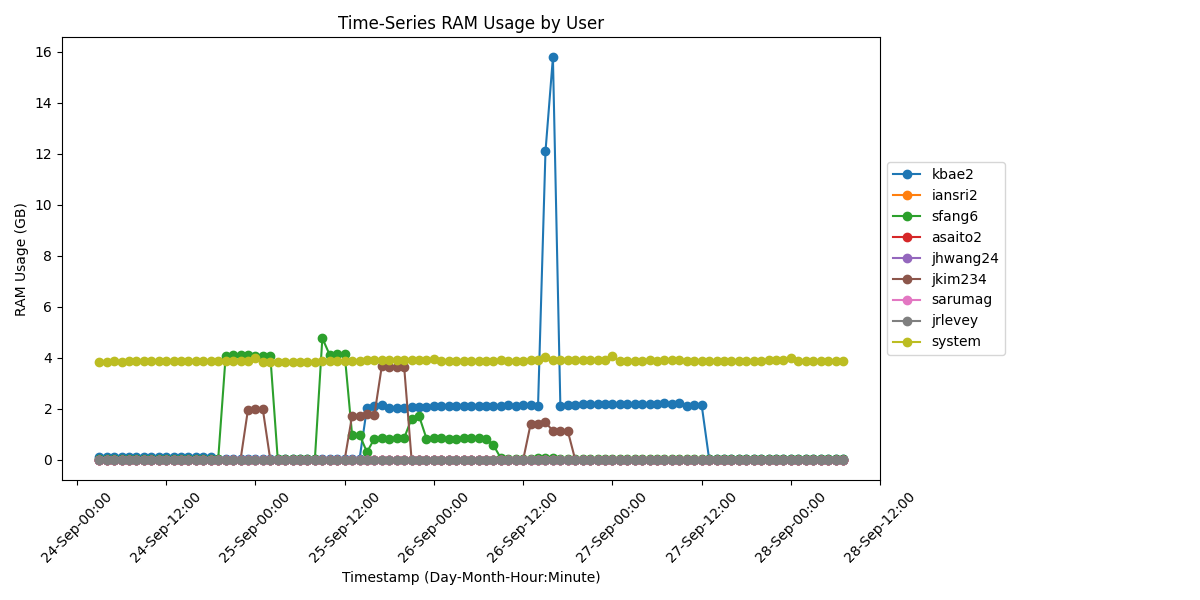 Time-Series RAM Usage by User
RAM Usage (GB)
16
14
12
10
8
6
4
2
0
24-Sep-00:00
24-Sep-12:00
25-Sep-00:00
25-Sep-12:00
26-Sep-00:00
26-Sep-12:00
27-Sep-00:00
27-Sep-12:00
28-Sep-00:00
28-Sep-12:00
Timestamp (Day-Month-Hour:Minute)
kbae2
iansri2
sfang6
asaito2
jhwang24
jkim234
sarumag
jrlevey
system